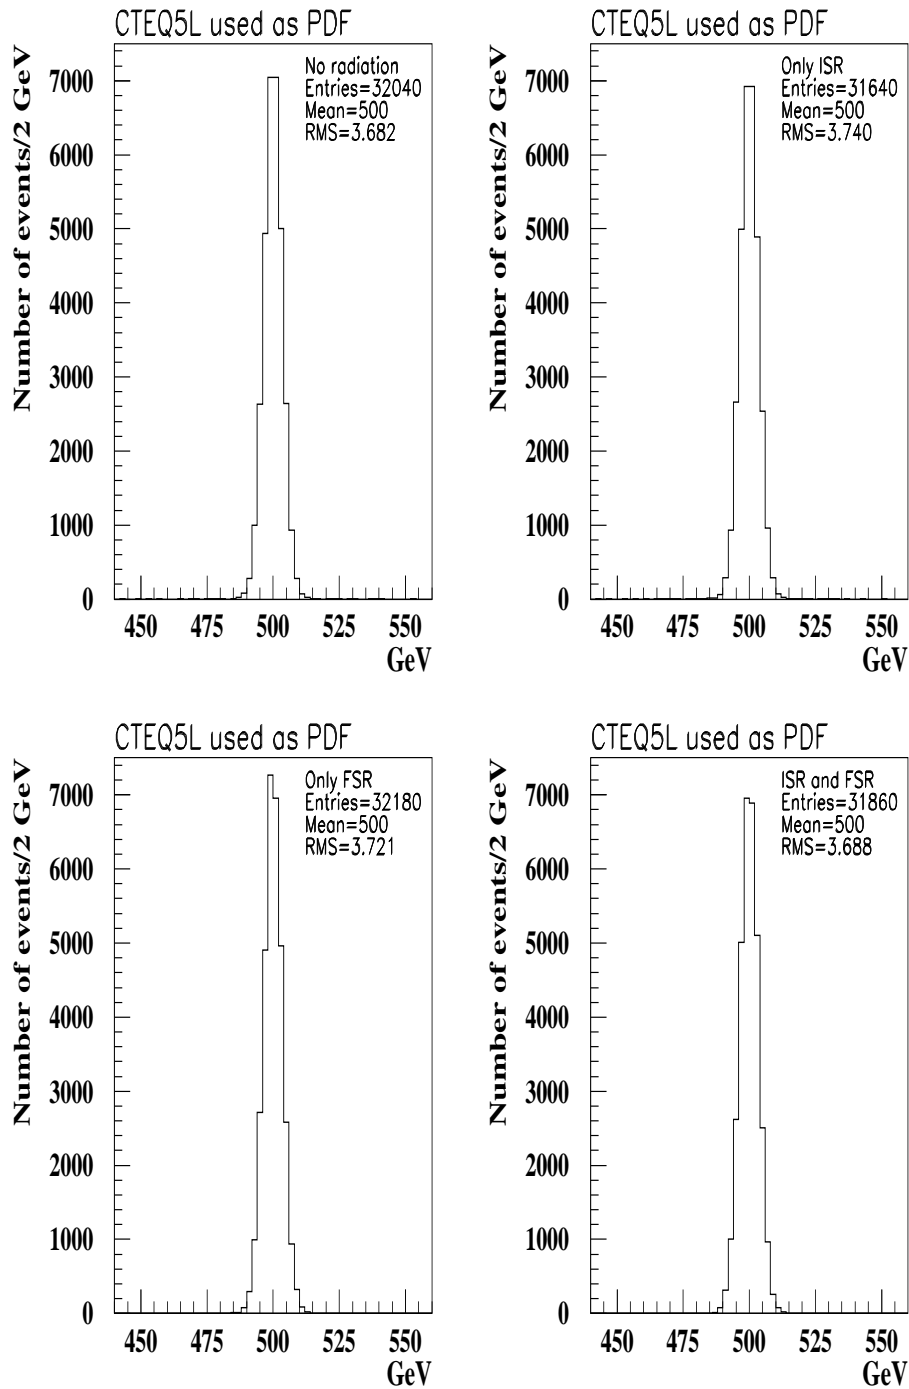 CTEQ5L used as PDF
Number of events/2 GeV
No radiation
Entries=32040
Mean=500
RMS=3.682
7000
6000
5000
4000
3000
2000
1000
0
450 475 500 525 550
GeV
CTEQ5L used as PDF
Number of events/2 GeV
Only ISR
Entries=31640
Mean=500
RMS=3.740
7000
6000
5000
4000
3000
2000
1000
0
450 475 500 525 550
GeV
CTEQ5L used as PDF
Number of events/2 GeV
Only FSR
Entries=32180
Mean=500
RMS=3.721
7000
6000
5000
4000
3000
2000
1000
0
450 475 500 525 550
GeV
CTEQ5L used as PDF
Number of events/2 GeV
ISR and FSR
Entries=31860
Mean=500
RMS=3.688
7000
6000
5000
4000
3000
2000
1000
0
450 475 500 525 550
GeV